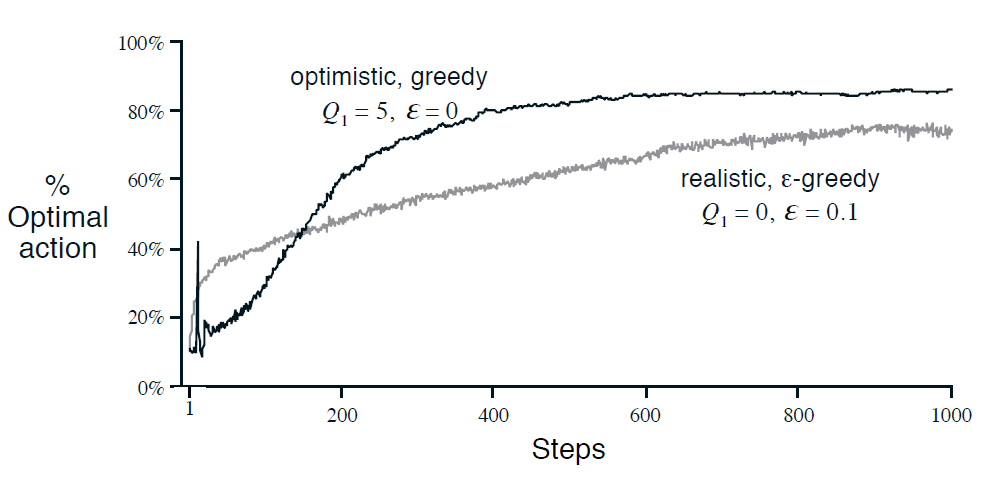 100%
80%
60%
40%
20%
0%
%
Optimal
action
optimistic, greedy
Q₁ = 5, ε = 0
realistic, ε-greedy
Q₁ = 0, ε = 0.1
1
200
400
600
800
1000
Steps